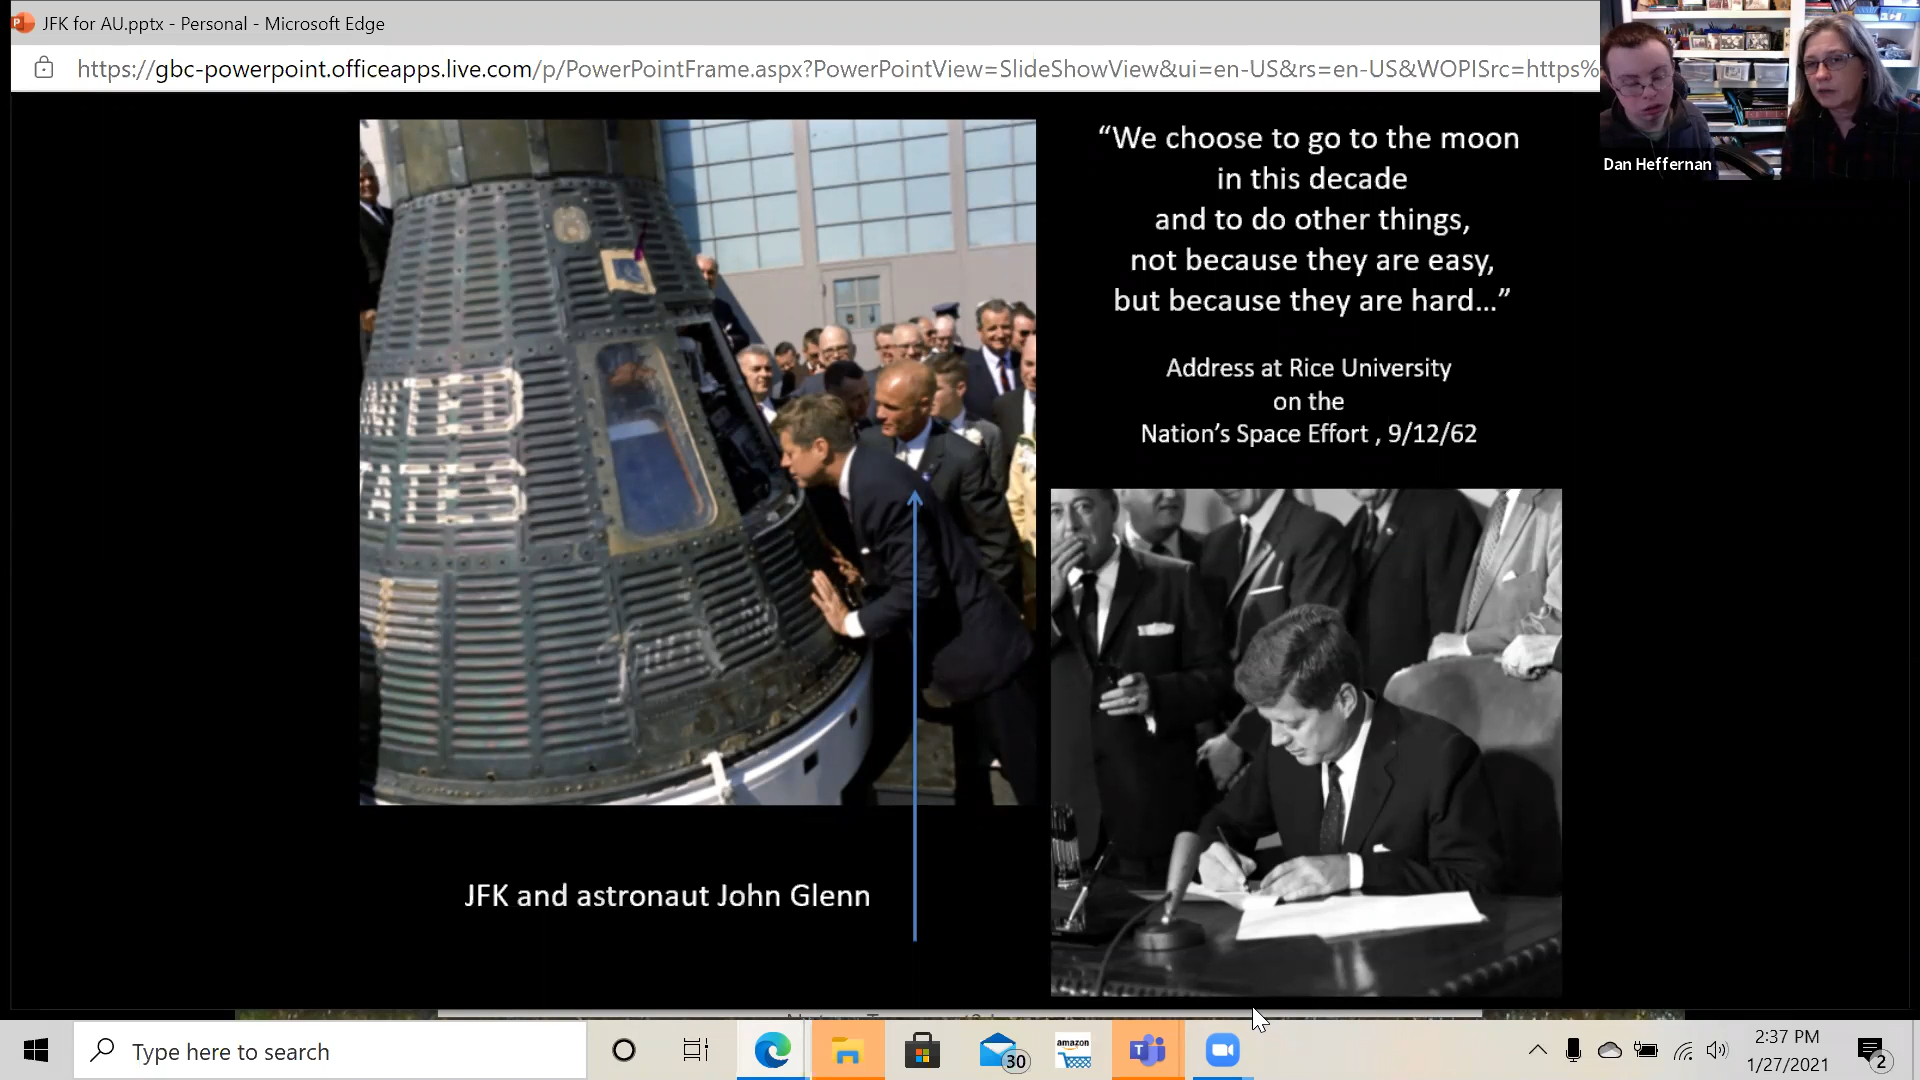 JFK for AU.pptx - Personal - Microsoft Edge
https://gbc-powerpoint.officeapps.live.com/p/PowerPointFrame.aspx?PowerPointView=SlideShowView&ui=en-US&rs=en-US&WOPISrc=https%
“We choose to go to the moon
in this decade
and to do other things,
not because they are easy,
but because they are hard...”
Address at Rice University
on the
Nation’s Space Effort , 9/12/62
JFK and astronaut John Glenn
Dan Heffernan
Type here to search
30
amazon
2:37 PM
1/27/2021
2